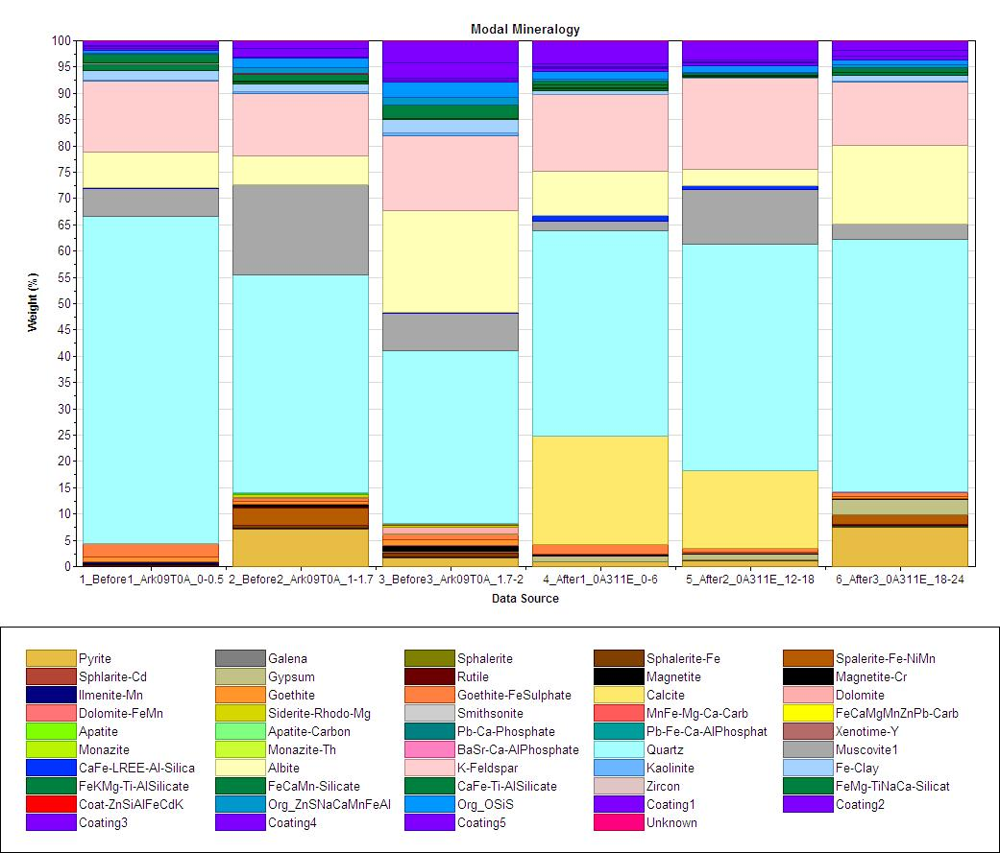 Modal Mineralogy
100
95
90
85
80
75
70
65
60
55
50
45
40
35
30
25
20
15
10
5
0
Weight (%)
1_Before1_Ark09T0A_0-0.5 2_Before2_Ark09T0A_1-1.7 3_Before3_Ark09T0A_1.7-2 4_After1_0A311E_0-6 5_After2_0A311E_12-18 6_After3_0A311E_18-24
Data Source
Pyrite Galena Sphalerite Sphalerite-Fe Spalerite-Fe-NiMn
Sphlarite-Cd Gypsum Rutile Magnetite Magnetite-Cr
Ilmenite-Mn Goethite Goethite-FeSulphate Calcite Dolomite
Dolomite-FeMn Siderite-Rhodo-Mg Smithsonite MnFe-Mg-Ca-Carb FeCaMgMnZnPb-Carb
Apatite Apatite-Carbon Pb-Ca-Phosphate Pb-Fe-Ca-AlPhosphat Xenotime-Y
Monazite Monazite-Th BaSr-Ca-AlPhosphate Quartz Muscovite1
CaFe-LREE-Al-Silica Albite K-Feldspar Kaolinite Fe-Clay
FeKMg-Ti-AlSilicate FeCaMn-Silicate CaFe-Ti-AlSilicate Zircon FeMg-TiNaCa-Silicat
Coat-ZnSiAlFeCdK Org_ZnSNaCaMnFeAl Org_OSiS Coating1 Coating2
Coating3 Coating4 Coating5 Unknown